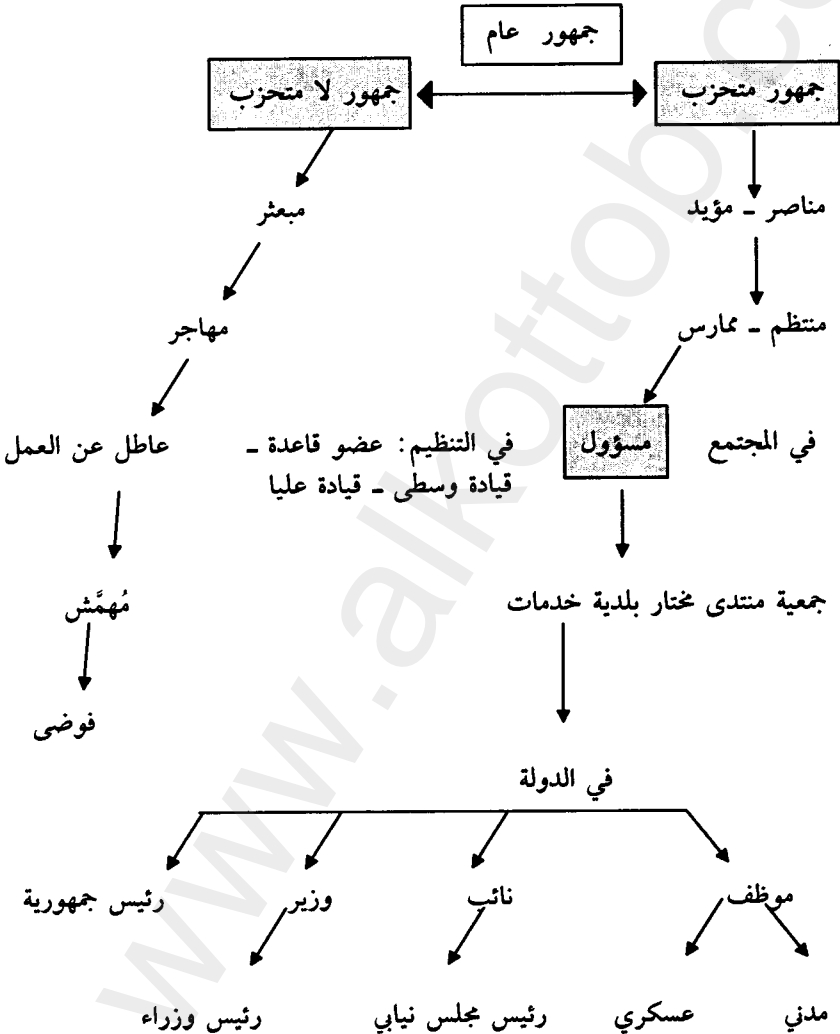 جمهور عام
جمهور متحزب
جمهور لا متحزب
مناصر - مؤيد
مبعثر
منتظم - ممارس
مهاجر
في المجتمع
مسؤول
في التنظيم: عضو قاعدة -
قيادة وسطى - قيادة عليا
عاطل عن العمل
جمعية منتدى مختار بلدية خدمات
مُهمَّش
فوضى
في الدولة
موظف
نائب
وزير
رئيس جمهورية
مدني
عسكري
رئيس مجلس نيابي
رئيس وزراء
www.alkottob.co